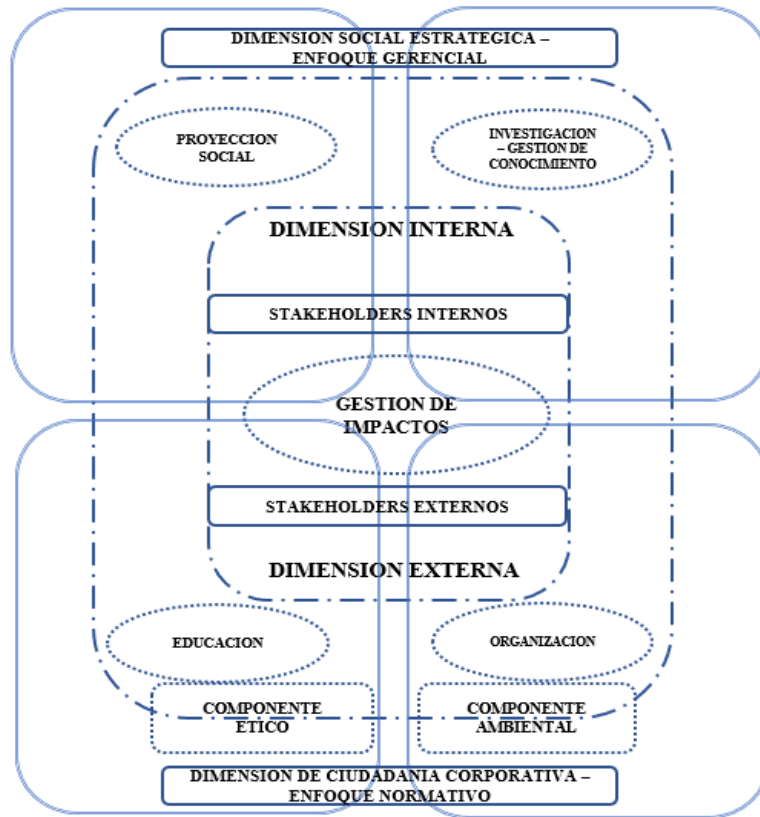 DIMENSION SOCIAL ESTRATEGICA –
ENFOQUE GERENCIAL
PROYECCION
SOCIAL
INVESTIGACION
– GESTION DE
CONOCIMIENTO
DIMENSION INTERNA
STAKEHOLDERS INTERNOS
GESTION DE
IMPACTOS
STAKEHOLDERS EXTERNOS
DIMENSION EXTERNA
EDUCACION
ORGANIZACION
COMPONENTE
ETICO
COMPONENTE
AMBIENTAL
DIMENSION DE CIUDADANIA CORPORATIVA –
ENFOQUE NORMATIVO